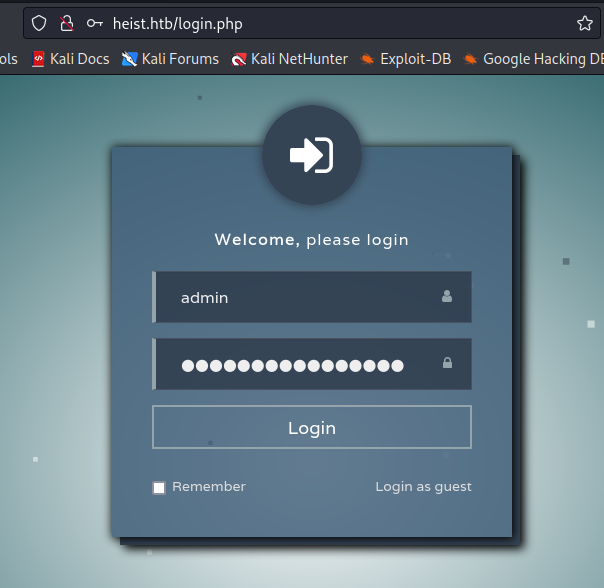 heist.htb/login.php
ols Kali Docs Kali Forums Kali NetHunter Exploit-DB Google Hacking DB
Welcome, please login
admin
●●●●●●●●●●●●●●●●
Login
Remember Login as guest